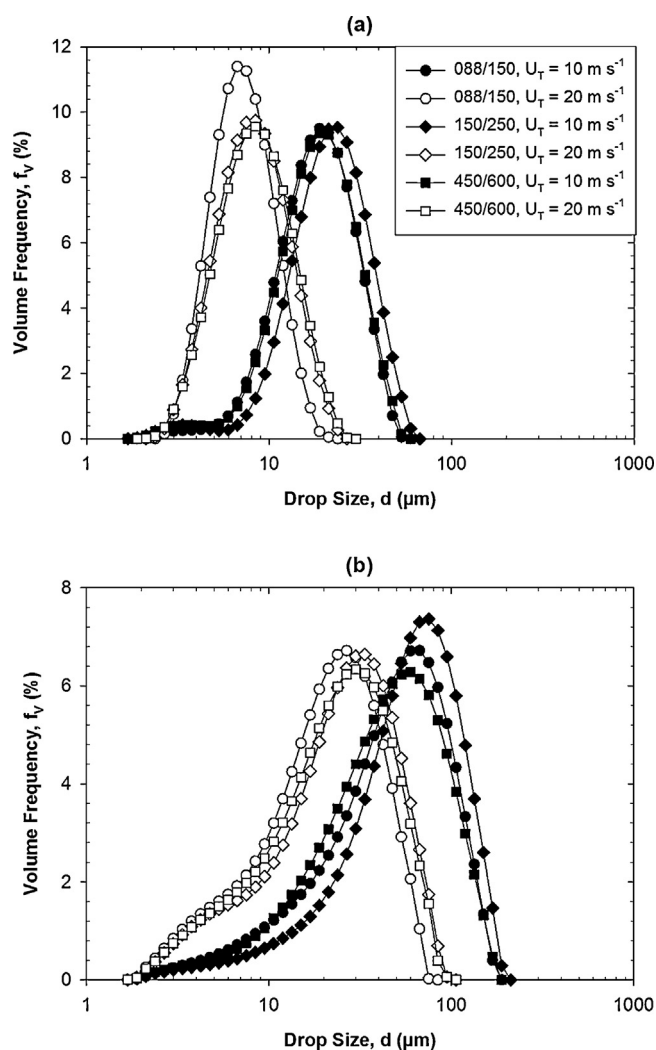 (a)
12
10
8
6
4
2
0
Volume Frequency, fV (%)
088/150, UT = 10 m s-1
088/150, UT = 20 m s-1
150/250, UT = 10 m s-1
150/250, UT = 20 m s-1
450/600, UT = 10 m s-1
450/600, UT = 20 m s-1
1 10 100 1000
Drop Size, d (µm)
(b)
8
6
4
2
0
Volume Frequency, fV (%)
1 10 100 1000
Drop Size, d (µm)